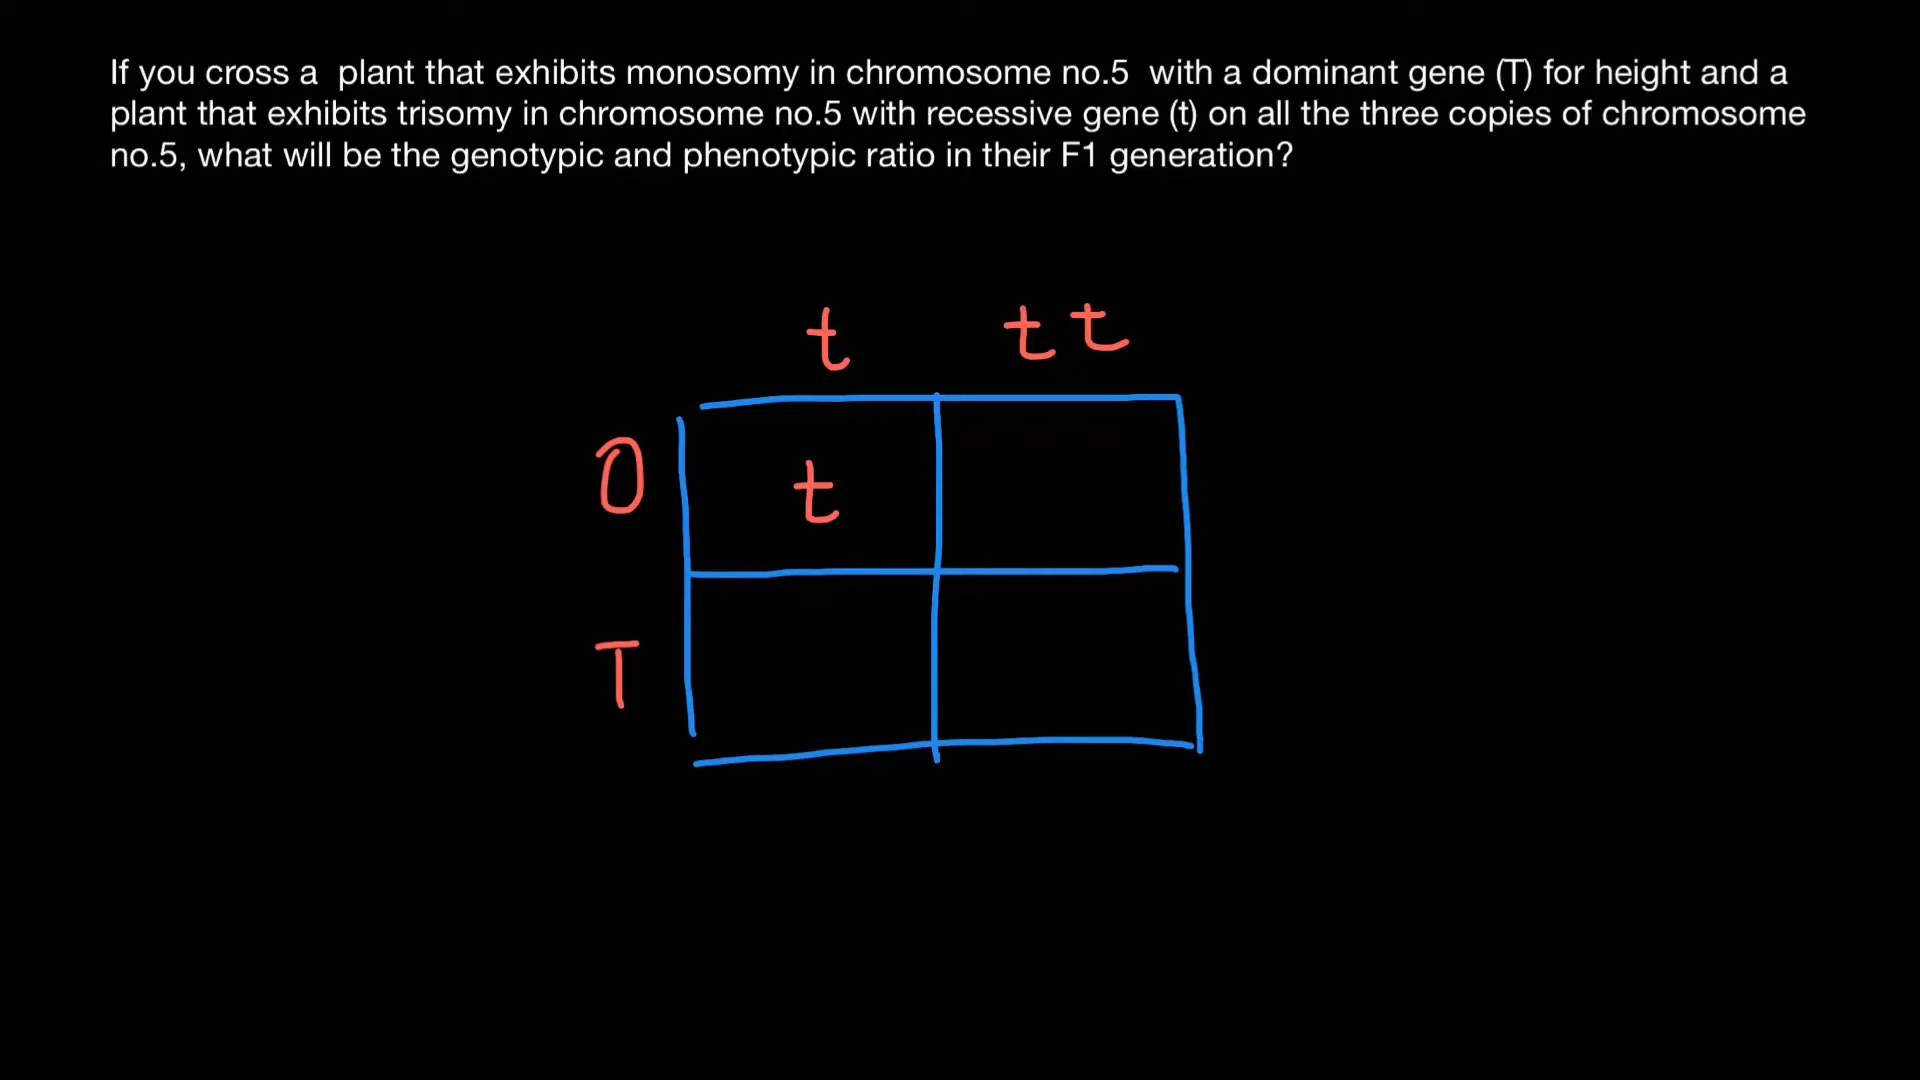 If you cross a plant that exhibits monosomy in chromosome no.5 with a dominant gene (T) for height and a
plant that exhibits trisomy in chromosome no.5 with recessive gene (t) on all the three copies of chromosome
no.5, what will be the genotypic and phenotypic ratio in their F1 generation?
t tt
0 t
T